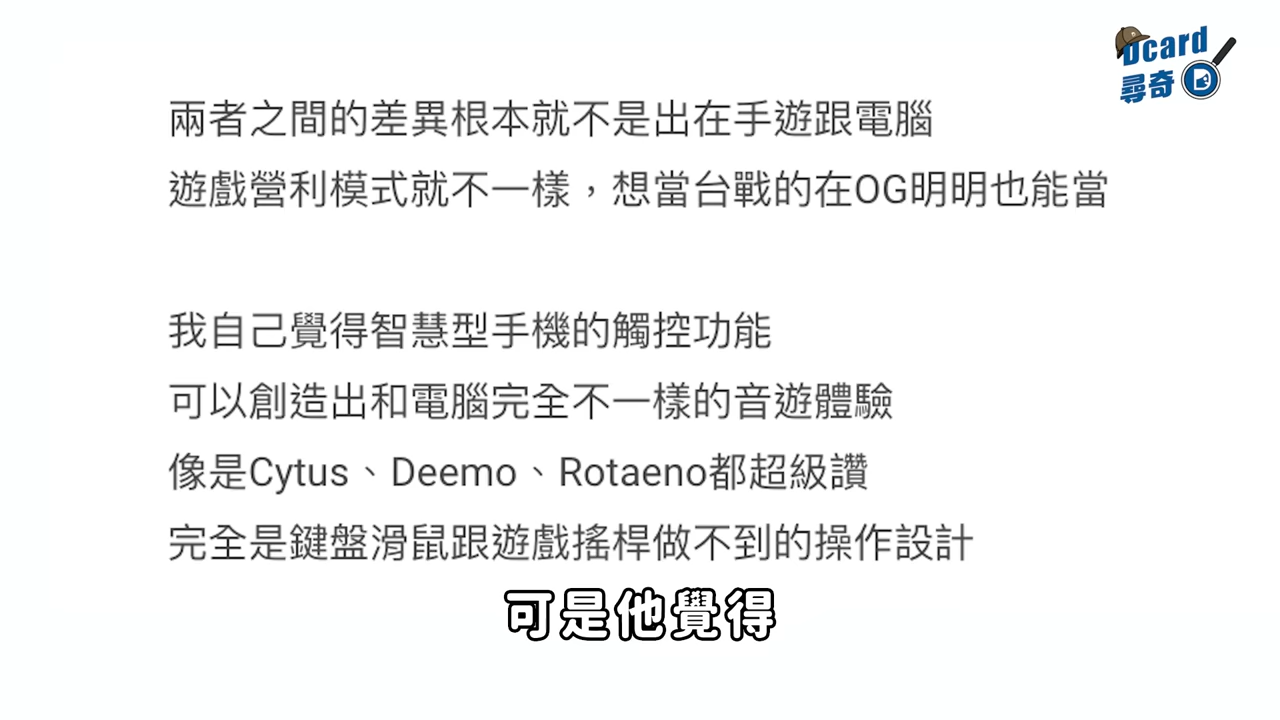 Dcard
尋奇
兩者之間的差異根本就不是出在手遊跟電腦
遊戲營利模式就不一樣，想當台戰的在OG明明也能當
我自己覺得智慧型手機的觸控功能
可以創造出和電腦完全不一樣的音遊體驗
像是Cytus、Deemo、Rotaeno都超級讚
完全是鍵盤滑鼠跟遊戲搖桿做不到的操作設計
可是他覺得